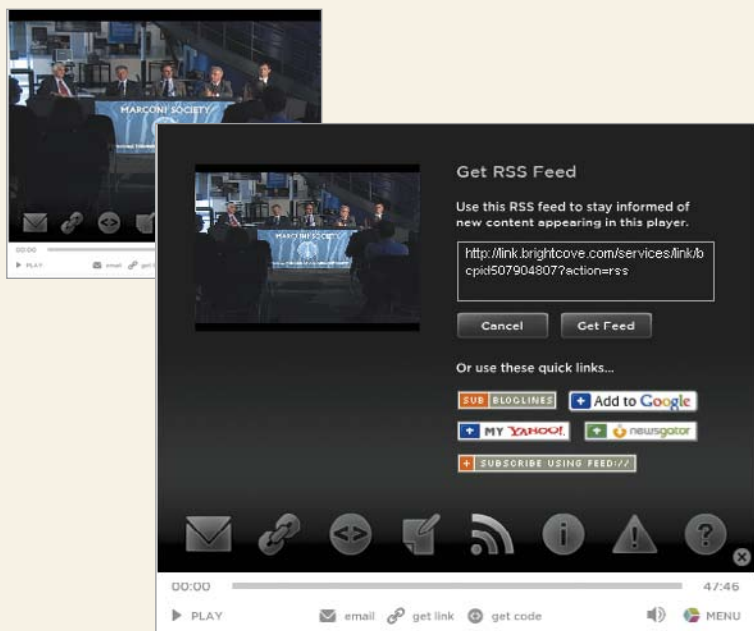 MARCONI SOCIETY
00:00
PLAY
email
MARCONI SOCIETY
Get RSS Feed
Use this RSS feed to stay informed of
new content appearing in this player.
http://link.brightcove.com/services/link/b
cpid507904807?action=rss
Cancel Get Feed
Or use these quick links...
SUB BLOGLINES + Add to Google
+ MY YAHOO! + newsgator
+ SUBSCRIBE USING FEED://
00:00 47:46
PLAY email get link get code MENU